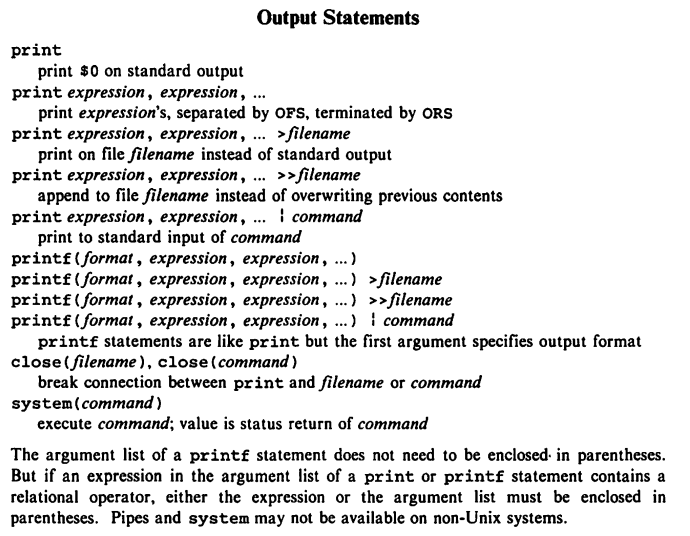 Output Statements
print
print $0 on standard output
print expression, expression, ...
print expression's, separated by OFS, terminated by ORS
print expression, expression, ... >filename
print on file filename instead of standard output
print expression, expression, ... >>filename
append to file filename instead of overwriting previous contents
print expression, expression, ... ¦ command
print to standard input of command
printf(format, expression, expression, ...)
printf(format, expression, expression, ...) >filename
printf(format, expression, expression, ...) >>filename
printf(format, expression, expression, ...) ¦ command
printf statements are like print but the first argument specifies output format
close(filename), close(command)
break connection between print and filename or command
system(command)
execute command; value is status return of command
The argument list of a printf statement does not need to be enclosed in parentheses.
But if an expression in the argument list of a print or printf statement contains a
relational operator, either the expression or the argument list must be enclosed in
parentheses. Pipes and system may not be available on non-Unix systems.